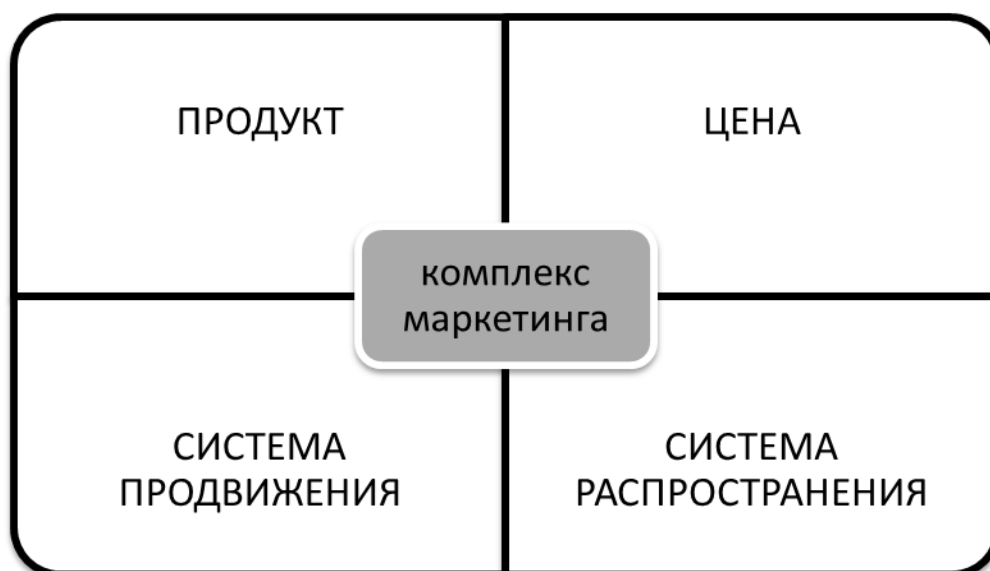 ПРОДУКТ
ЦЕНА
комплекс
маркетинга
СИСТЕМА
ПРОДВИЖЕНИЯ
СИСТЕМА
РАСПРОСТРАНЕНИЯ